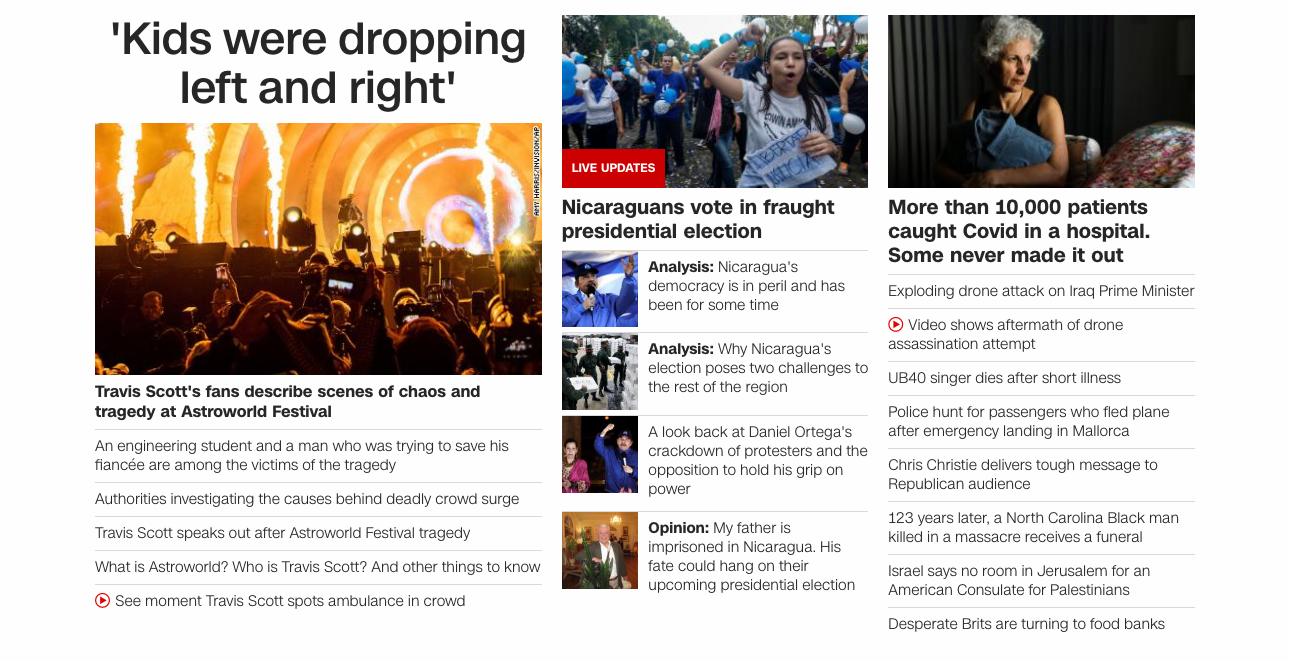 'Kids were dropping
left and right'
AMY HARRIS/INVISION/AP
Travis Scott's fans describe scenes of chaos and
tragedy at Astroworld Festival
An engineering student and a man who was trying to save his
fiancée are among the victims of the tragedy
Authorities investigating the causes behind deadly crowd surge
Travis Scott speaks out after Astroworld Festival tragedy
What is Astroworld? Who is Travis Scott? And other things to know
See moment Travis Scott spots ambulance in crowd
LIVE UPDATES
Nicaraguans vote in fraught
presidential election
Analysis: Nicaragua's
democracy is in peril and has
been for some time
Analysis: Why Nicaragua's
election poses two challenges to
the rest of the region
A look back at Daniel Ortega's
crackdown of protesters and the
opposition to hold his grip on
power
Opinion: My father is
imprisoned in Nicaragua. His
fate could hang on their
upcoming presidential election
More than 10,000 patients
caught Covid in a hospital.
Some never made it out
Exploding drone attack on Iraq Prime Minister
Video shows aftermath of drone
assassination attempt
UB40 singer dies after short illness
Police hunt for passengers who fled plane
after emergency landing in Mallorca
Chris Christie delivers tough message to
Republican audience
123 years later, a North Carolina Black man
killed in a massacre receives a funeral
Israel says no room in Jerusalem for an
American Consulate for Palestinians
Desperate Brits are turning to food banks